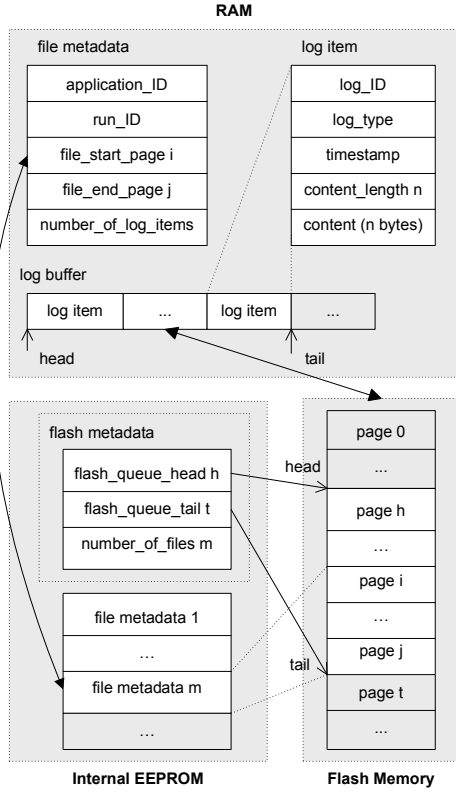 RAM
file metadata
application_ID
run_ID
file_start_page i
file_end_page j
number_of_log_items
log item
log_ID
log_type
timestamp
content_length n
content (n bytes)
log buffer
log item
...
log item
...
head
tail
flash metadata
flash_queue_head h
flash_queue_tail t
number_of_files m
file metadata 1
...
file metadata m
...
head
tail
page 0
...
page h
...
page i
...
page j
page t
...
Internal EEPROM
Flash Memory